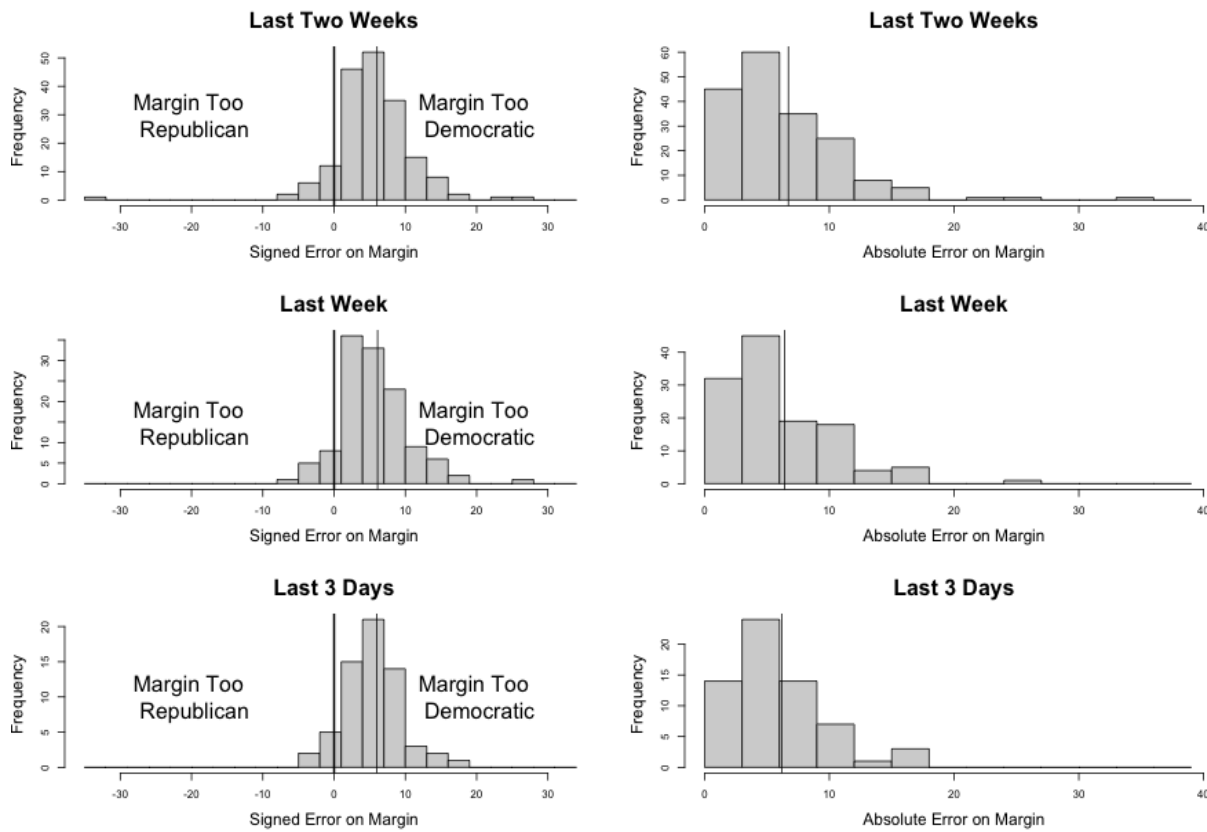 Last Two Weeks
Frequency
0 10 20 30 40 50
Margin Too
Republican
Margin Too
Democratic
-30 -20 -10 0 10 20 30
Signed Error on Margin
Last Two Weeks
Frequency
0 10 20 30 40 50 60
0 10 20 30 40
Absolute Error on Margin
Last Week
Frequency
0 5 10 20 30
Margin Too
Republican
Margin Too
Democratic
-30 -20 -10 0 10 20 30
Signed Error on Margin
Last Week
Frequency
0 10 20 30 40
0 10 20 30 40
Absolute Error on Margin
Last 3 Days
Frequency
0 5 10 15 20
Margin Too
Republican
Margin Too
Democratic
-30 -20 -10 0 10 20 30
Signed Error on Margin
Last 3 Days
Frequency
0 5 10 15 20
0 10 20 30 40
Absolute Error on Margin